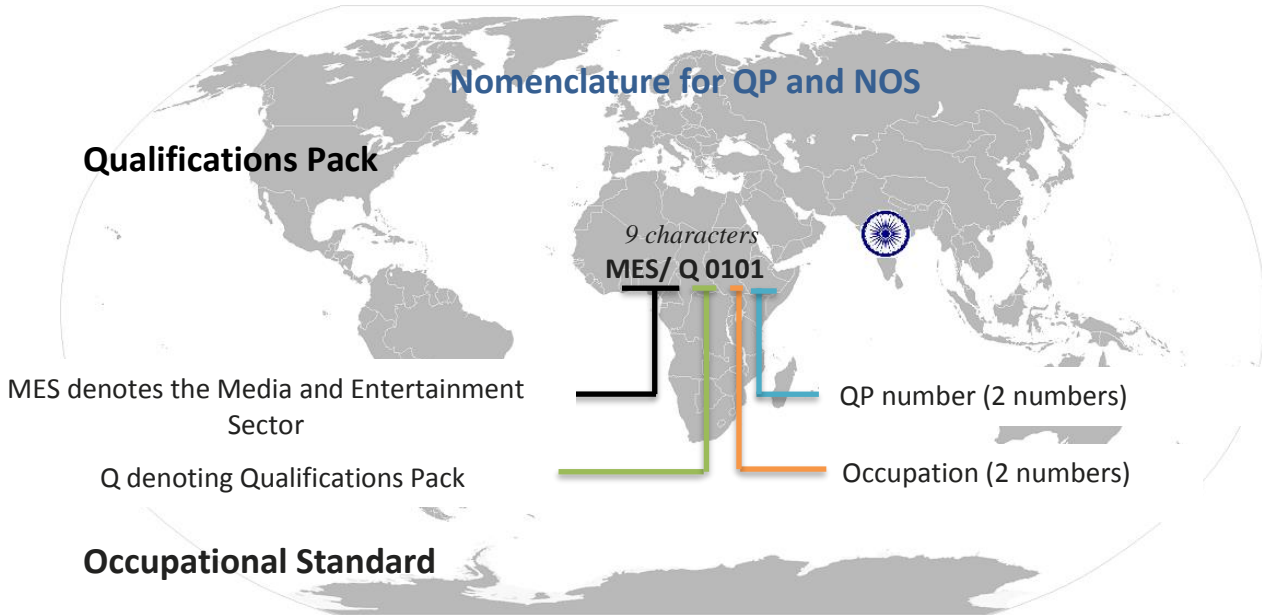 Nomenclature for QP and NOS
Qualifications Pack
9 characters
MES/ Q 0101
MES denotes the Media and Entertainment
Sector
QP number (2 numbers)
Q denoting Qualifications Pack
Occupation (2 numbers)
Occupational Standard